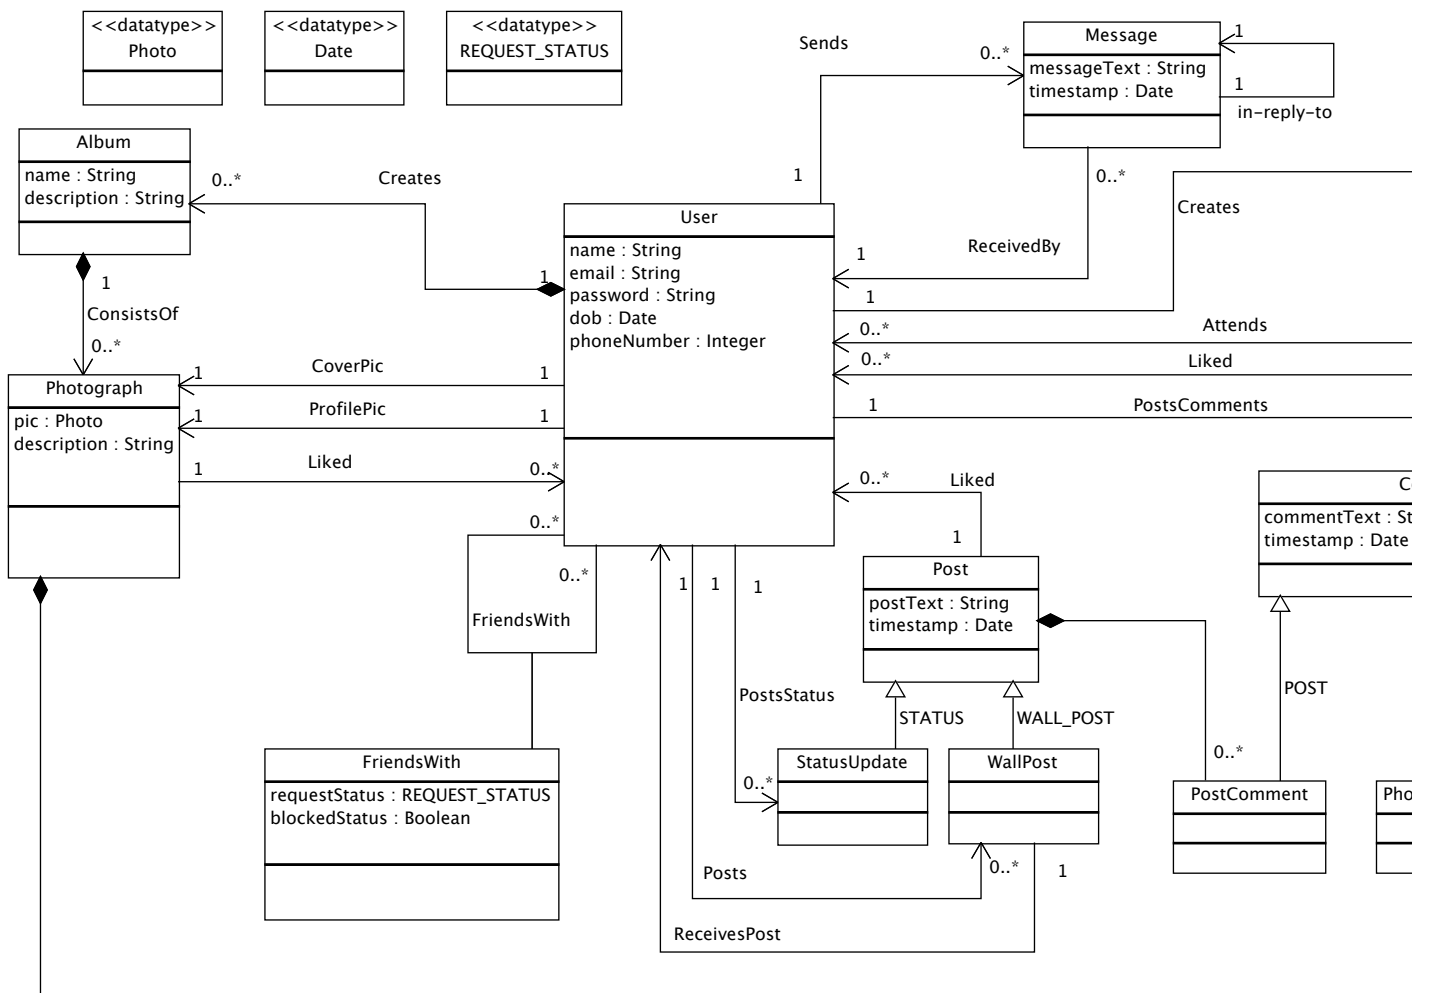 <<datatype>>
Photo
<<datatype>>
Date
<<datatype>>
REQUEST_STATUS
Sends
0..*
1
Message
messageText : String
timestamp : Date
1
1
in-reply-to
Album
name : String
description : String
0..*
Creates
1
1
ConsistsOf
0..*
User
name : String
email : String
password : String
dob : Date
phoneNumber : Integer
0..*
ReceivedBy
1
Creates
1
0..*
Attends
0..*
Liked
1
PostsComments
Photograph
pic : Photo
description : String
1
CoverPic
1
1
ProfilePic
1
1
Liked
0..*
0..*
0..*
FriendsWith
0..*
Liked
1
Post
postText : String
timestamp : Date
C
commentText : St
timestamp : Date
1
1
1
PostsStatus
STATUS
WALL_POST
POST
FriendsWith
requestStatus : REQUEST_STATUS
blockedStatus : Boolean
0..*
StatusUpdate
WallPost
0..*
PostComment
Pho
Posts
0..*
1
ReceivesPost